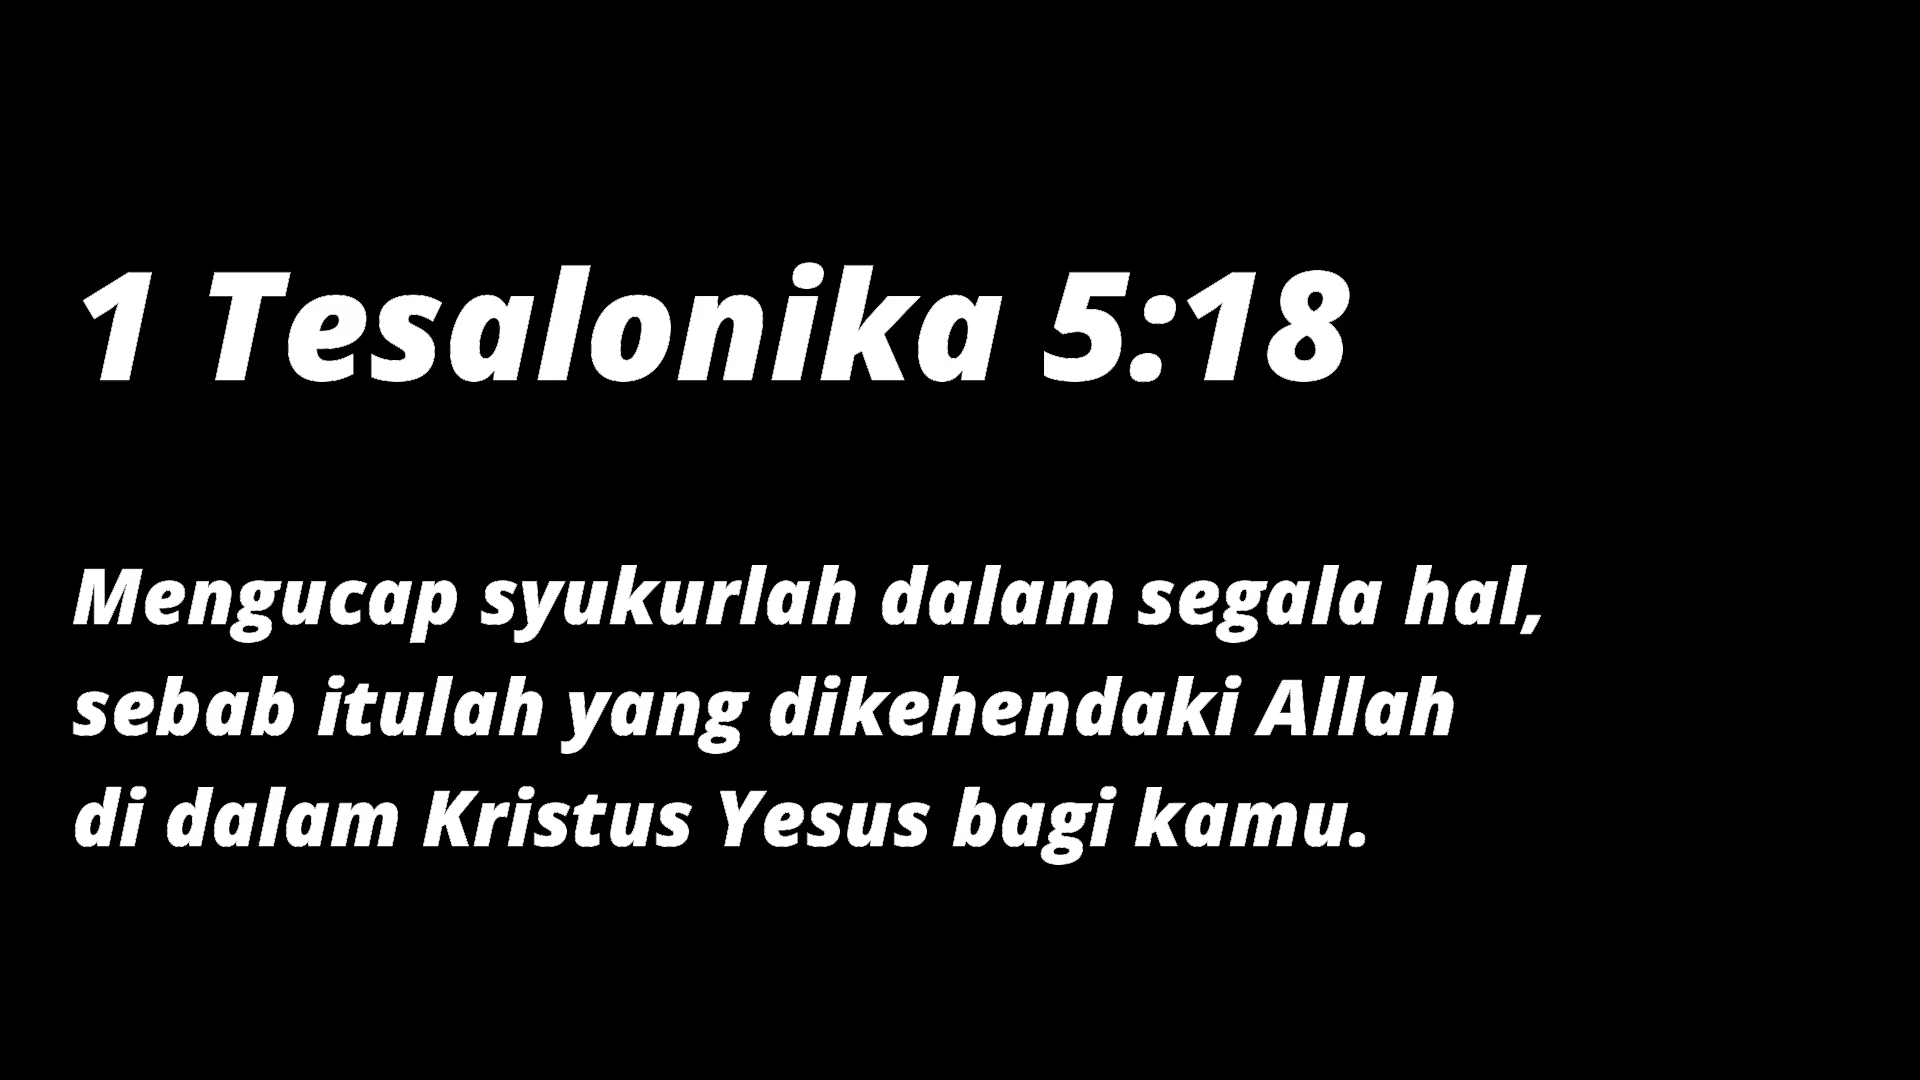 1 Tesalonika 5:18
Mengucap syukurlah dalam segala hal,
sebab itulah yang dikehendaki Allah
di dalam Kristus Yesus bagi kamu.